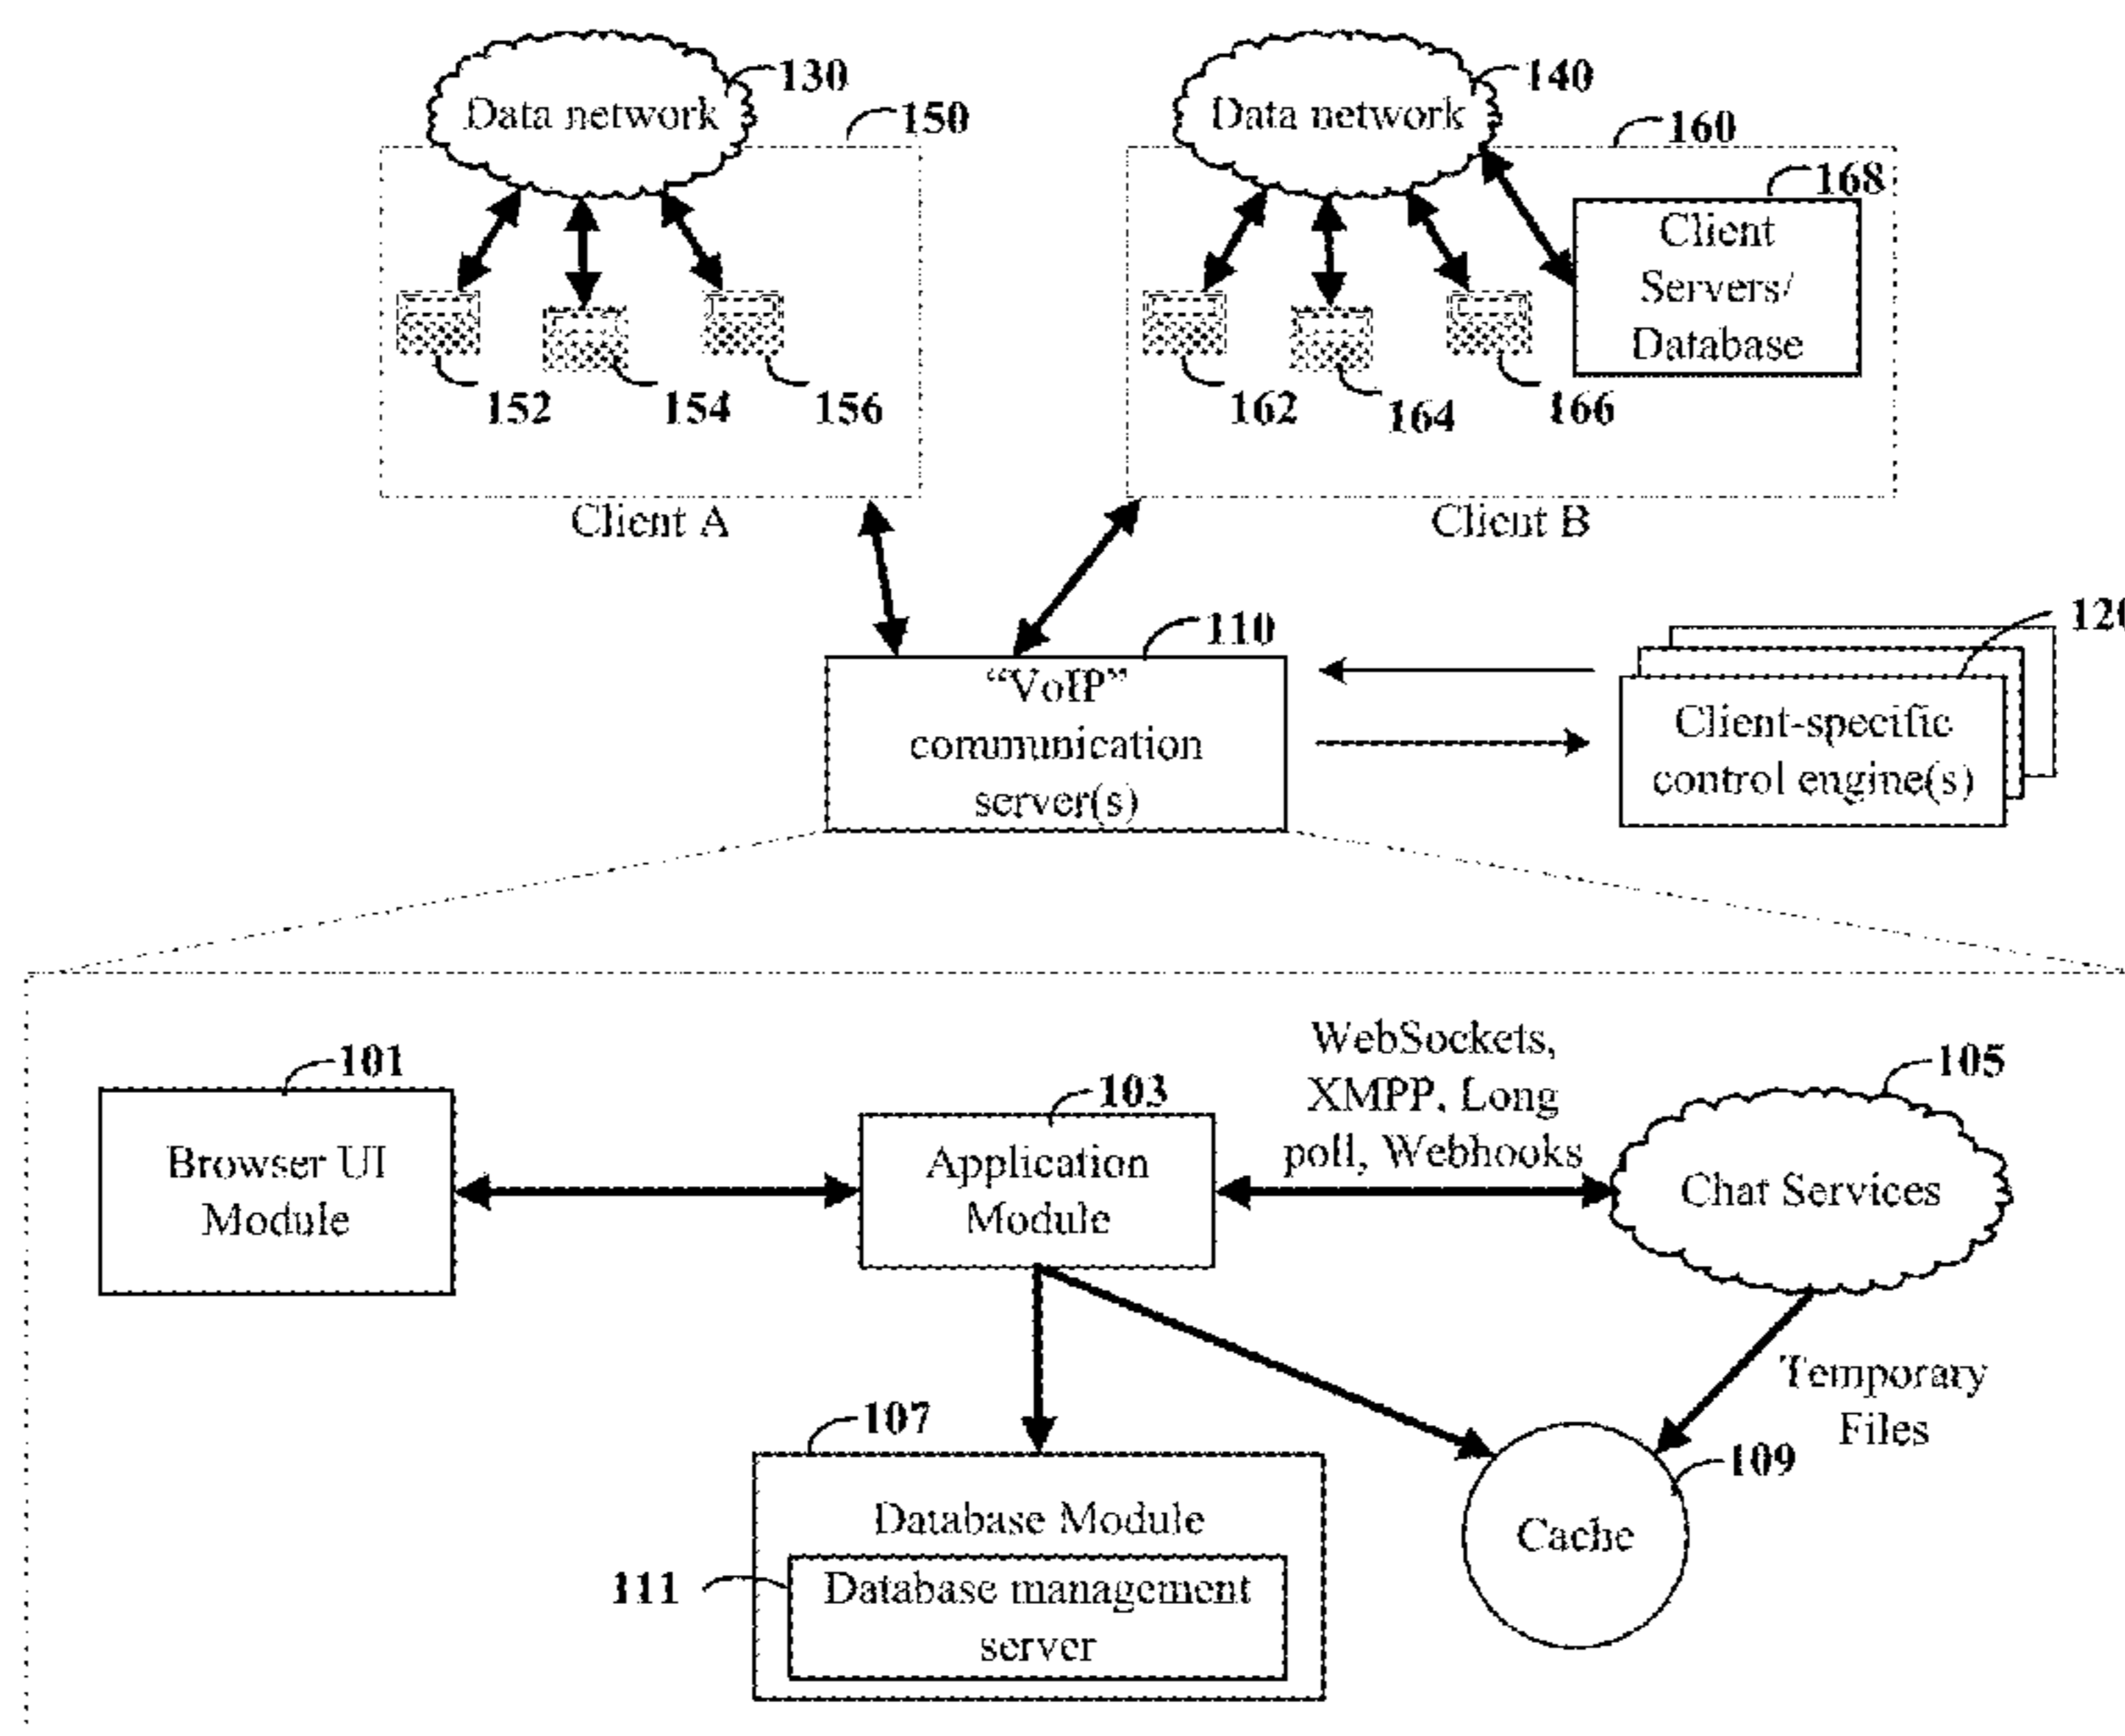 130
140
Data network
Data network
150
160
168
Client
Servers/
Database
152
154
156
162
164
166
Client A
Client B
110
120
“VoIP”
communication
server(s)
Client-specific
control engine(s)
WebSockets,
XMPP, Long
poll, Webhooks
101
103
105
Browser UI
Module
Application
Module
Chat Services
Temporary
Files
107
109
Database Module
Cache
111
Database management
server